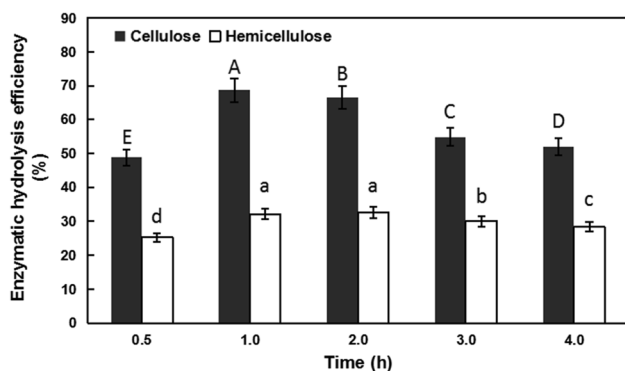 Enzymatic hydrolysis efficiency
(%)
90
80
70
60
50
40
30
20
10
0
Cellulose Hemicellulose
E
d
A
a
B
a
C
b
D
c
0.5 1.0 2.0 3.0 4.0
Time (h)